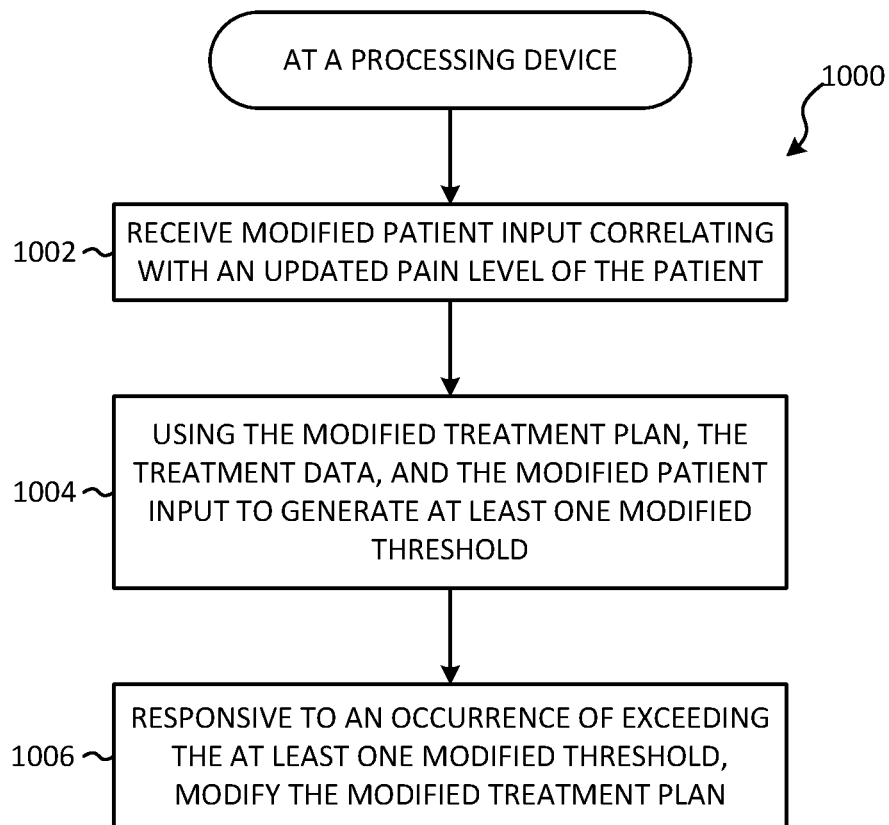 AT A PROCESSING DEVICE
1000
1002
RECEIVE MODIFIED PATIENT INPUT CORRELATING
WITH AN UPDATED PAIN LEVEL OF THE PATIENT
1004
USING THE MODIFIED TREATMENT PLAN, THE
TREATMENT DATA, AND THE MODIFIED PATIENT
INPUT TO GENERATE AT LEAST ONE MODIFIED
THRESHOLD
1006
RESPONSIVE TO AN OCCURRENCE OF EXCEEDING
THE AT LEAST ONE MODIFIED THRESHOLD,
MODIFY THE MODIFIED TREATMENT PLAN